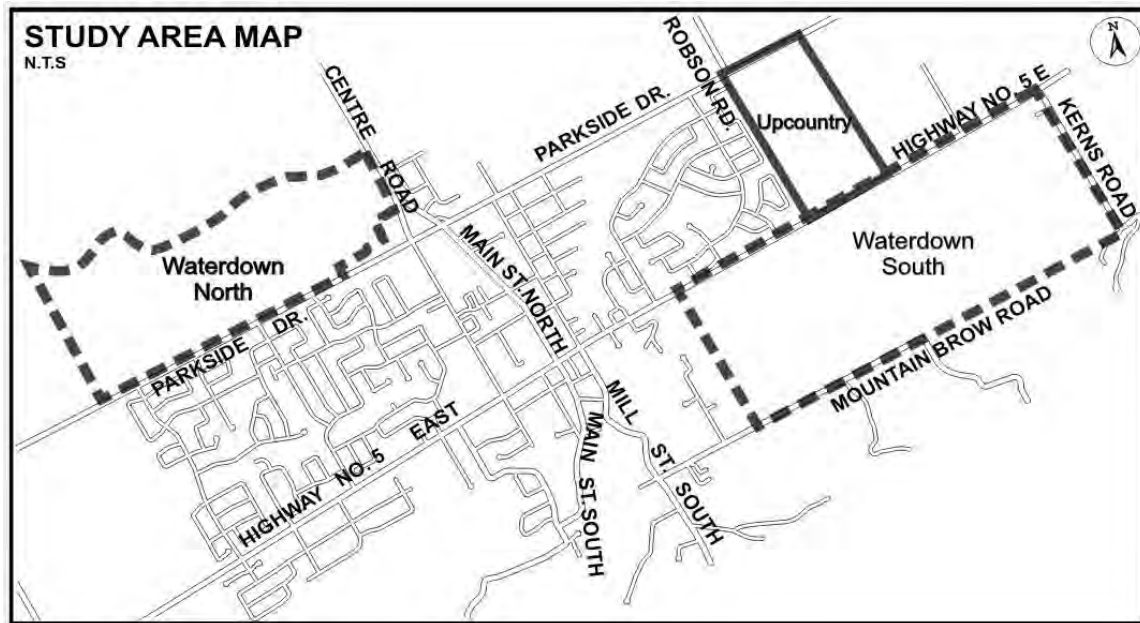 STUDY AREA MAP
N.T.S
N
CENTRE ROAD
ROBSON RD.
PARKSIDE DR.
Upcountry
HIGHWAY NO. 5 E
KERNS ROAD
Waterdown
North
MAIN ST. NORTH
Waterdown
South
PARKSIDE DR.
MOUNTAIN BROW ROAD
HIGHWAY NO. 5 EAST
MILL ST. SOUTH
MAIN ST. SOUTH